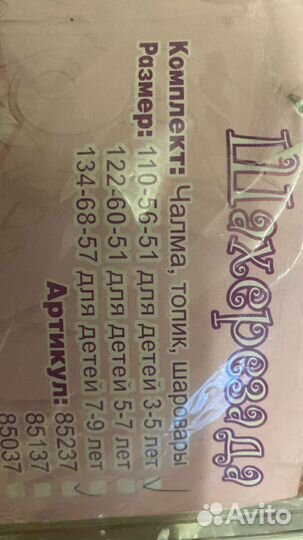 Шахерезада
Комплект: Чалма, топик, шаровары
Размер: 110-56-51 для детей 3-5 лет
122-60-51 для детей 5-7 лет
134-68-57 для детей 7-9 лет
Артикул: 85237
85137
85037
Avito